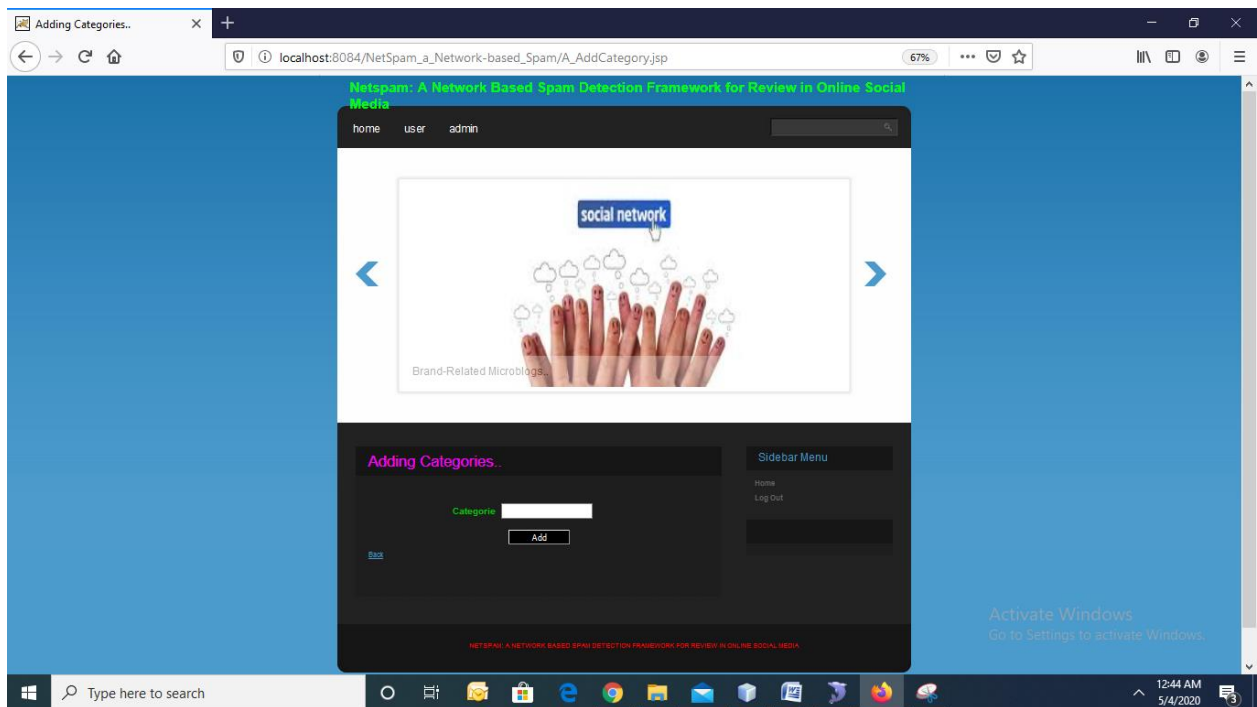 Adding Categories..
localhost:8084/NetSpam_a_Network-based_Spam/A_AddCategory.jsp
67%
Netspam: A Network Based Spam Detection Framework for Review in Online Social
Media
home user admin
social network
Brand-Related Microblogs..
Adding Categories..
Sidebar Menu
Home
Log Out
Categorie
Add
Back
Activate Windows
Go to Settings to activate Windows.
NETSPAM: A NETWORK BASED SPAM DETECTION FRAMEWORK FOR REVIEW IN ONLINE SOCIAL MEDIA
Type here to search
12:44 AM
5/4/2020
3